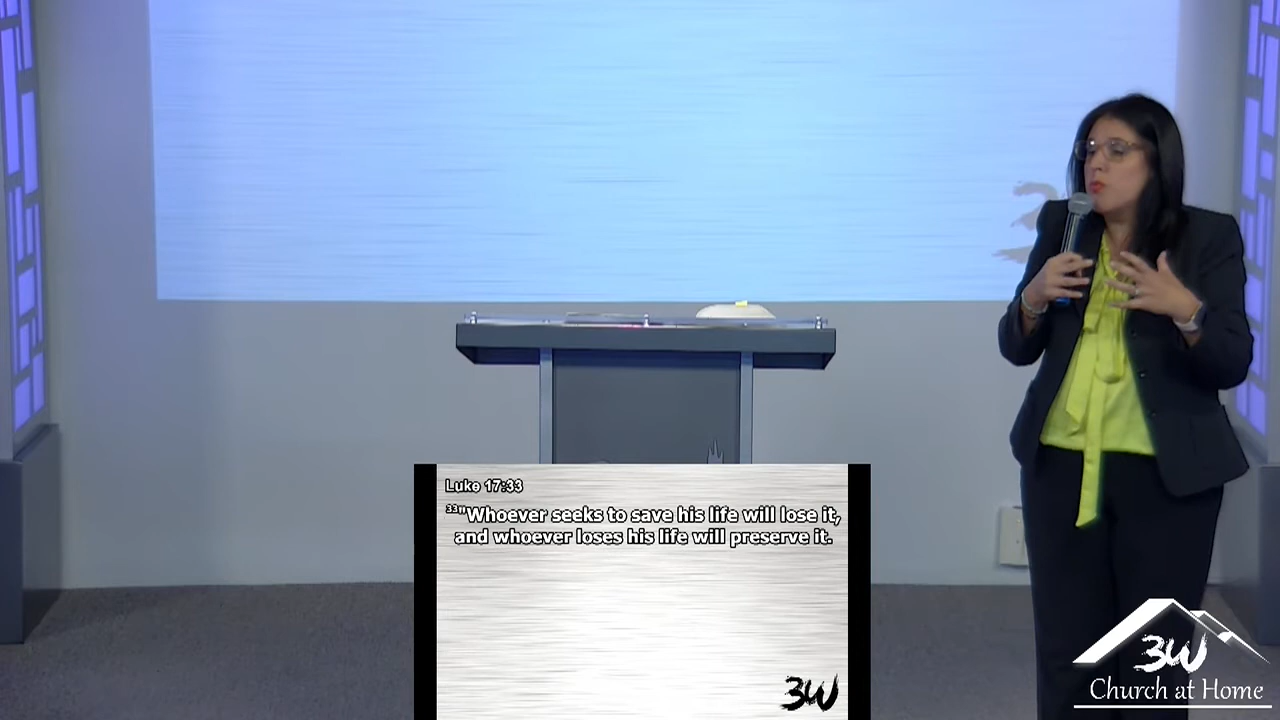 Luke 17:33
33"Whoever seeks to save his life will lose it,
and whoever loses his life will preserve it.
3W
3W
Church at Home